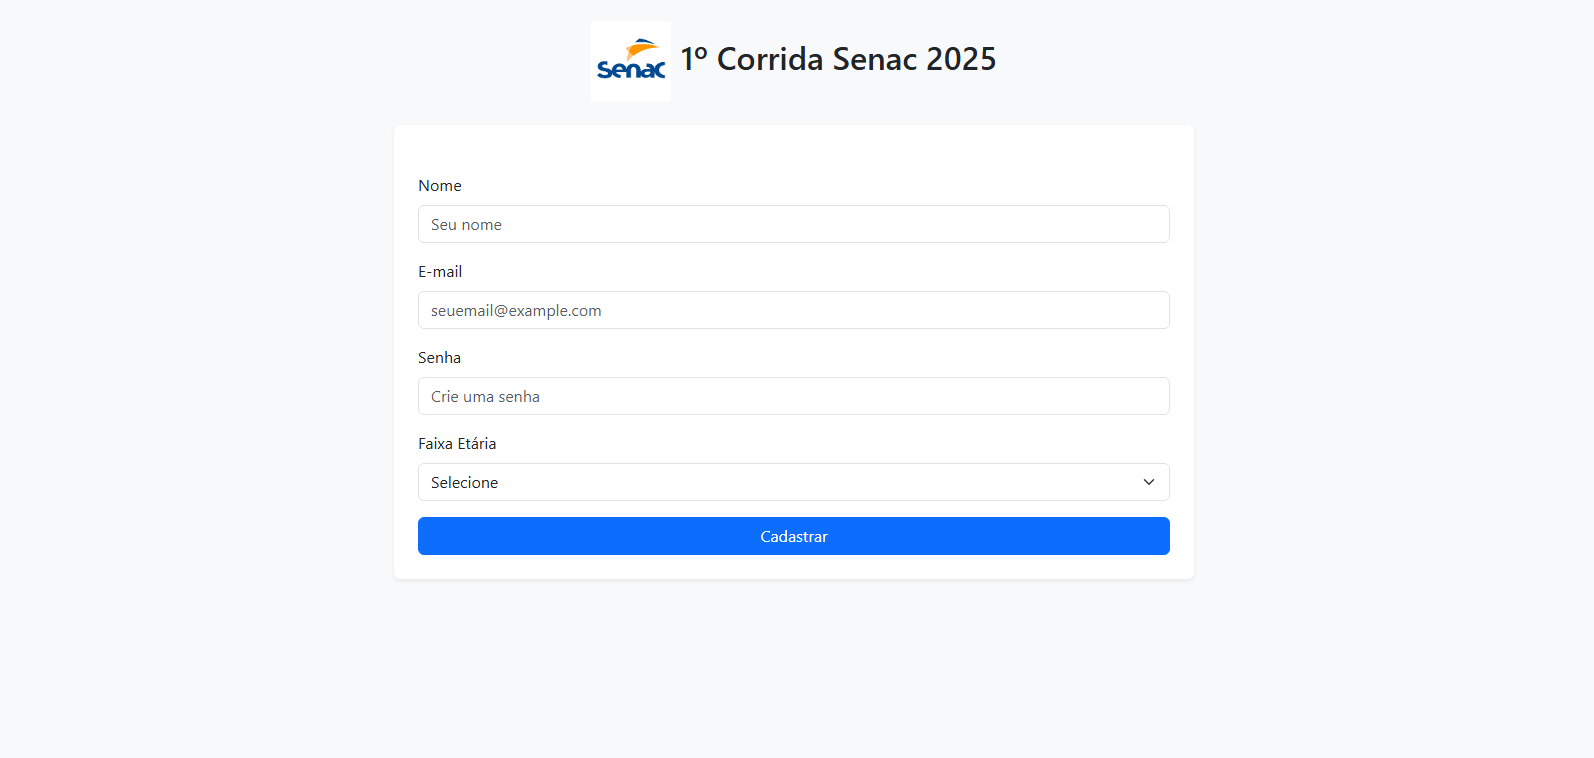 senac
1º Corrida Senac 2025
Nome
Seu nome
E-mail
seuemail@example.com
Senha
Crie uma senha
Faixa Etária
Selecione
Cadastrar